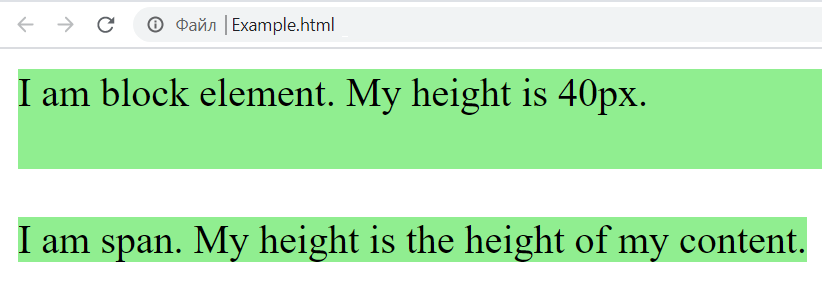 Файл | Example.html
I am block element. My height is 40px.
I am span. My height is the height of my content.